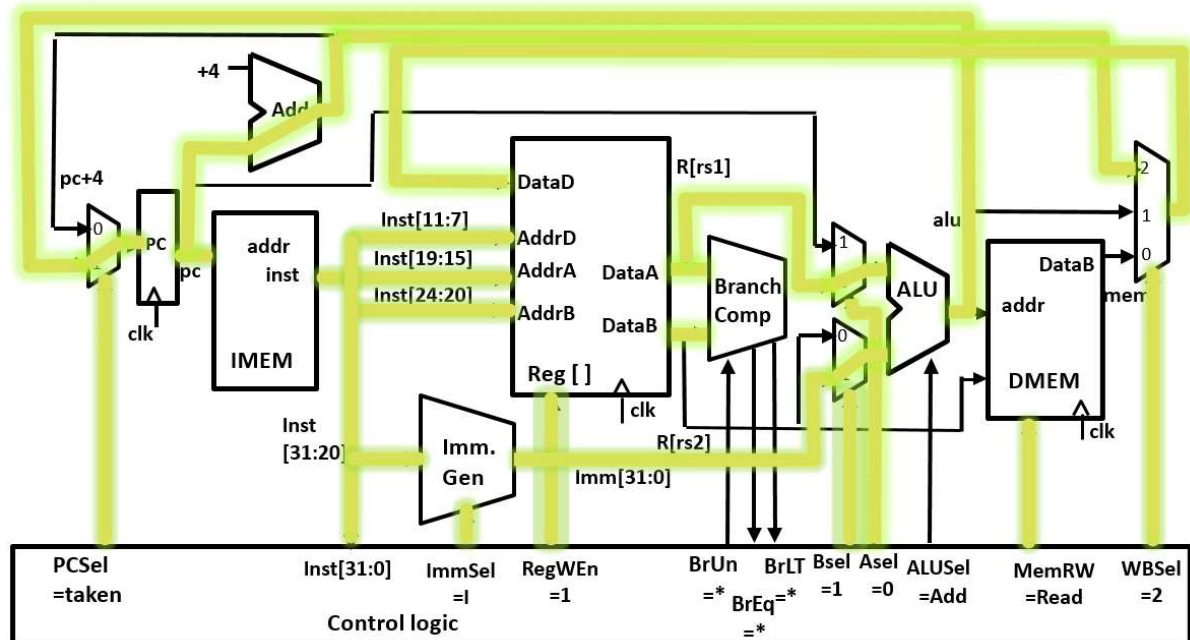 +4
Add
pc+4
0
1
PC
pc
clk
addr
inst
IMEM
Inst[11:7]
Inst[19:15]
Inst[24:20]
DataD
AddrD
AddrA
AddrB
DataA
DataB
Reg [ ]
clk
R[rs1]
Branch
Comp
1
0
ALU
alu
addr
DataB
DMEM
clk
mem
2
1
0
Inst
[31:20]
Imm.
Gen
R[rs2]
Imm[31:0]
PCSel
=taken
Inst[31:0]
ImmSel
=I
RegWEn
=1
BrUn
=*
BrEq
=*
BrLT
=*
Bsel
=1
Asel
=0
ALUSel
=Add
MemRW
=Read
WBSel
=2
Control logic